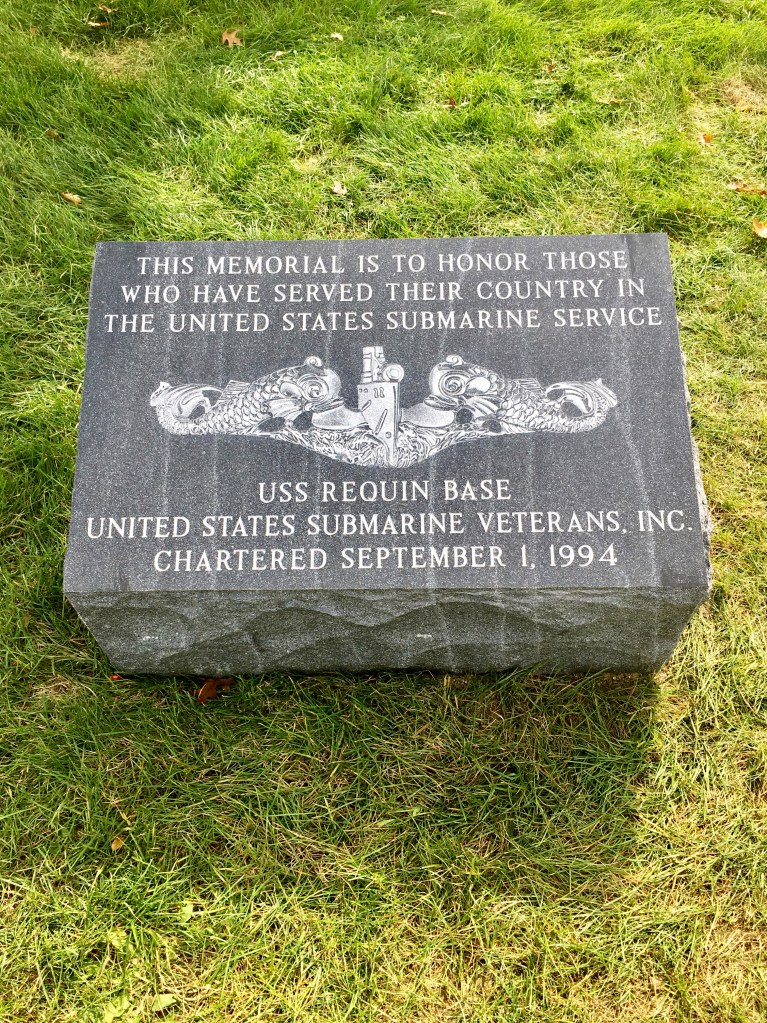 THIS MEMORIAL IS TO HONOR THOSE
WHO HAVE SERVED THEIR COUNTRY IN
THE UNITED STATES SUBMARINE SERVICE
USS REQUIN BASE
UNITED STATES SUBMARINE VETERANS, INC.
CHARTERED SEPTEMBER 1, 1994